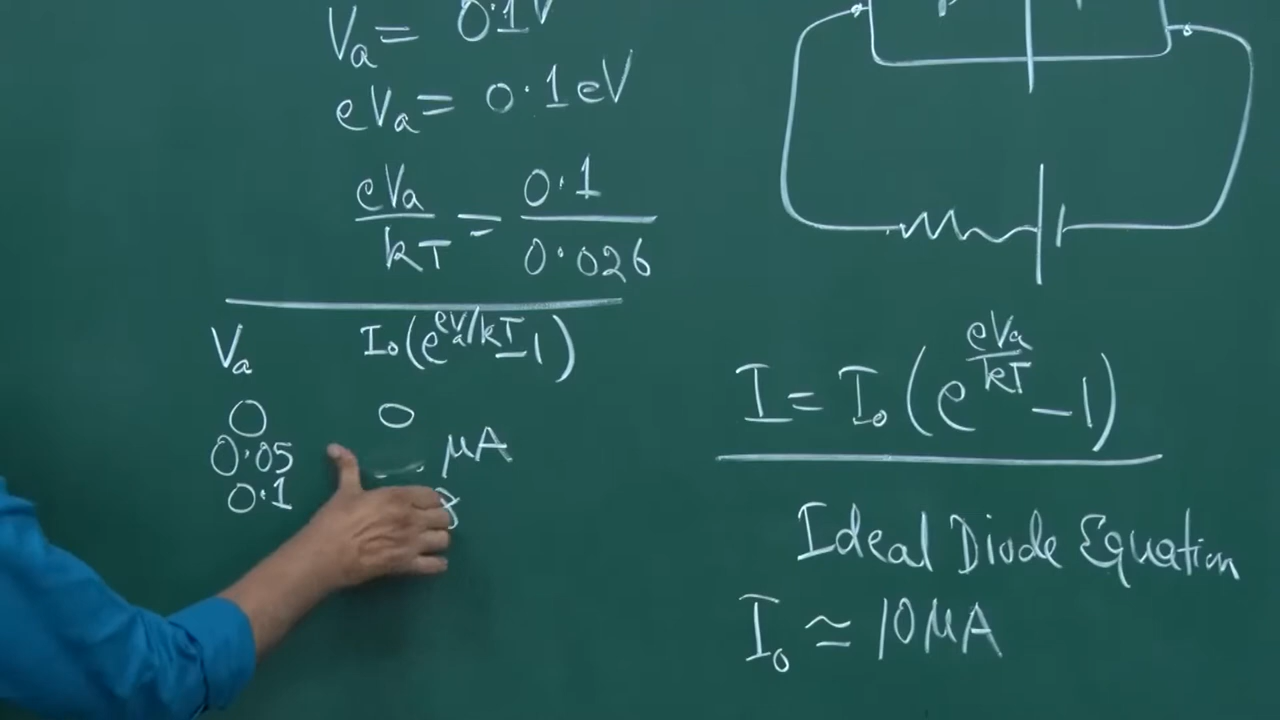 Va = 0.1V
eVa = 0.1eV
eVa/kT = 0.1/0.026
Va I₀(e^eVa/kT - 1)
0 0
0.05 μA
0.1
I = I₀(e^eVa/kT - 1)
Ideal Diode Equation
I₀ ≃ 10μA